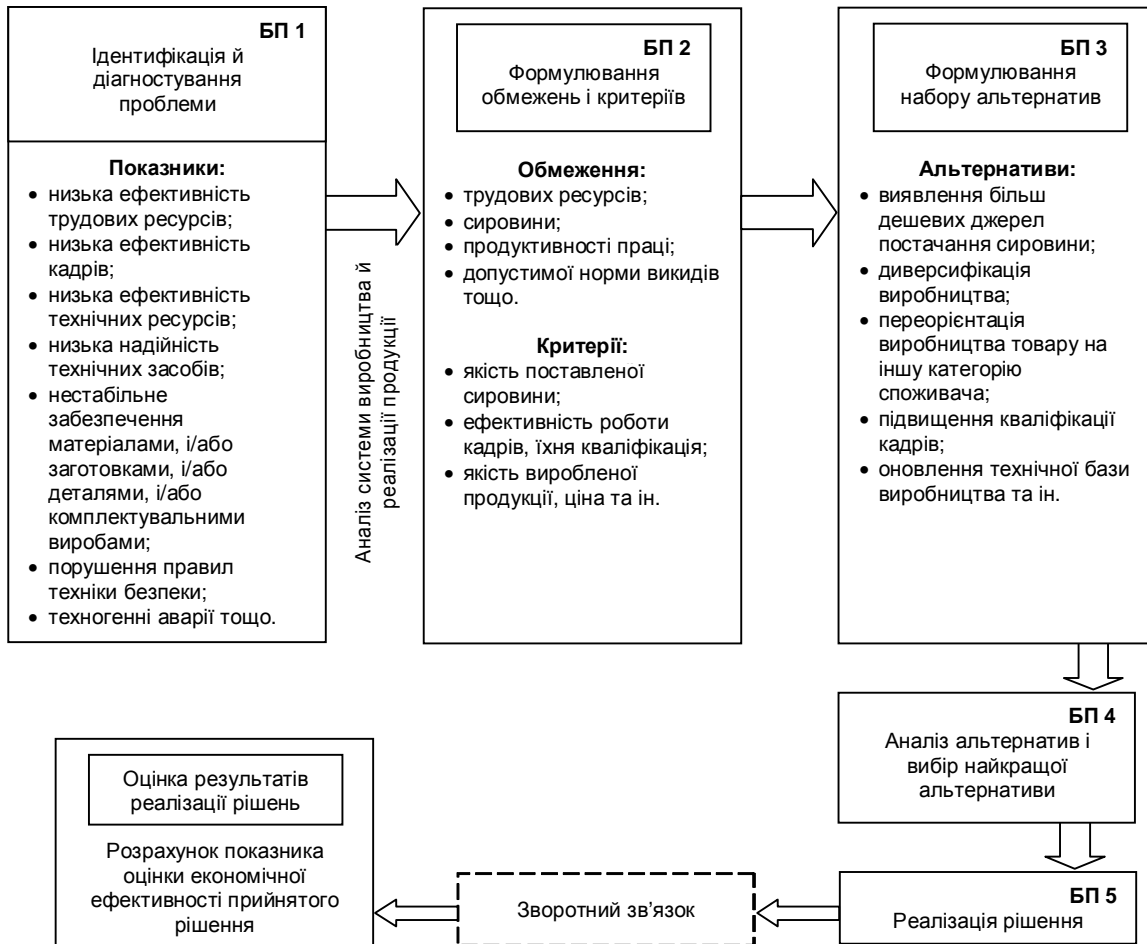 БП 1
Ідентифікація й
діагностування
проблеми
Показники:
• низька ефективність
трудових ресурсів;
• низька ефективність
кадрів;
• низька ефективність
технічних ресурсів;
• низька надійність
технічних засобів;
• нестабільне
забезпечення
матеріалами, і/або
заготовками, і/або
деталями, і/або
комплектувальними
виробами;
• порушення правил
техніки безпеки;
• техногенні аварії тощо.
Аналіз системи виробництва й
реалізації продукції
БП 2
Формулювання
обмежень і критеріїв
Обмеження:
• трудових ресурсів;
• сировини;
• продуктивності праці;
• допустимої норми викидів
тощо.
Критерії:
• якість поставленої
сировини;
• ефективність роботи
кадрів, їхня кваліфікація;
• якість виробленої
продукції, ціна та ін.
БП 3
Формулювання
набору альтернатив
Альтернативи:
• виявлення більш
дешевих джерел
постачання сировини;
• диверсифікація
виробництва;
• переорієнтація
виробництва товару на
іншу категорію
споживача;
• підвищення кваліфікації
кадрів;
• оновлення технічної бази
виробництва та ін.
БП 4
Аналіз альтернатив і
вибір найкращої
альтернативи
БП 5
Реалізація рішення
Зворотний зв'язок
Оцінка результатів
реалізації рішень
Розрахунок показника
оцінки економічної
ефективності прийнятого
рішення